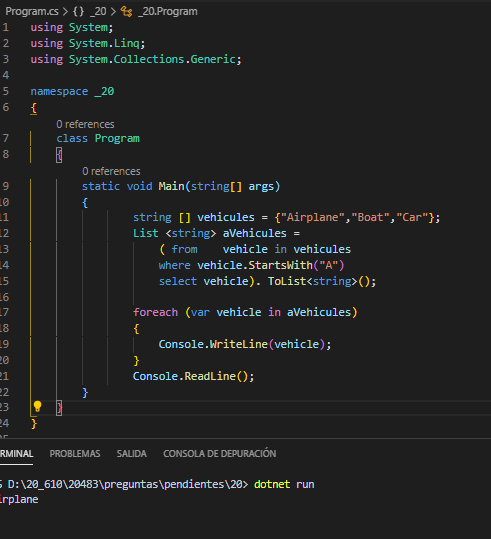 Program.cs > {} _20 > _20.Program
1 using System;
2 using System.Linq;
3 using System.Collections.Generic;
4
5 namespace _20
6 {
0 references
7 class Program
8 {
0 references
9 static void Main(string[] args)
10 {
11 string [] vehicules = {"Airplane","Boat","Car"};
12 List <string> aVehicules =
13 ( from vehicle in vehicules
14 where vehicle.StartsWith("A")
15 select vehicle). ToList<string>();
16
17 foreach (var vehicle in aVehicules)
18 {
19 Console.WriteLine(vehicle);
20 }
21 Console.ReadLine();
22 }
23 }
24 }
RMINAL PROBLEMAS SALIDA CONSOLA DE DEPURACIÓN
S D:\20_610\20483\preguntas\pendientes\20> dotnet run
irplane